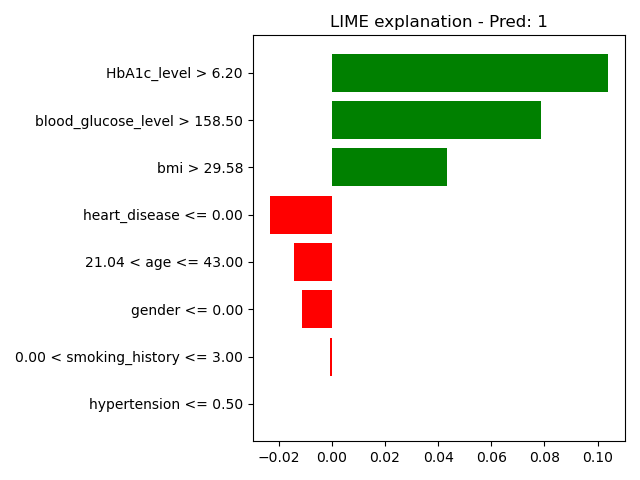 LIME explanation - Pred: 1
HbA1c_level > 6.20
blood_glucose_level > 158.50
bmi > 29.58
heart_disease <= 0.00
21.04 < age <= 43.00
gender <= 0.00
0.00 < smoking_history <= 3.00
hypertension <= 0.50
−0.02 0.00 0.02 0.04 0.06 0.08 0.10